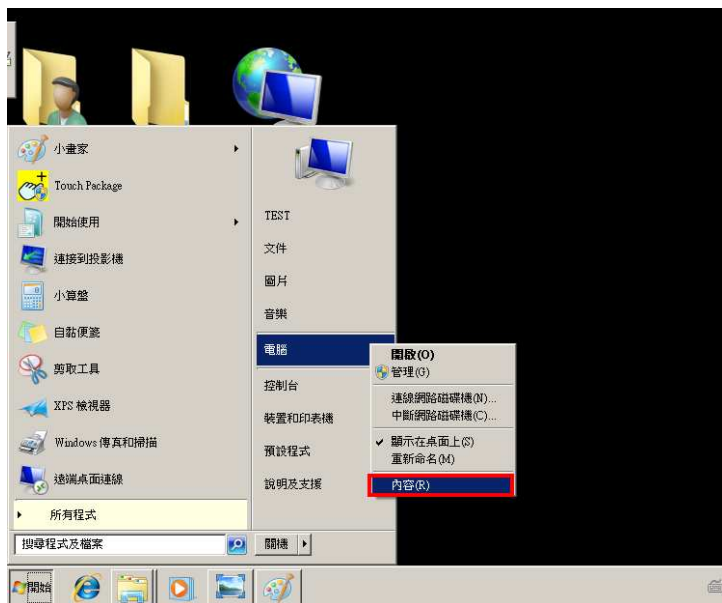 小畫家
Touch Package
開始使用
連接到投影機
小算盤
自黏便箋
剪取工具
XPS 檢視器
Windows 傳真和掃描
遠端桌面連線
所有程式
搜尋程式及檔案
TEST
文件
圖片
音樂
電腦
控制台
裝置和印表機
預設程式
說明及支援
關機
開啟(O)
管理(G)
連線網路磁碟機(N)...
中斷網路磁碟機(C)...
顯示在桌面上(S)
重新命名(M)
內容(R)
開始